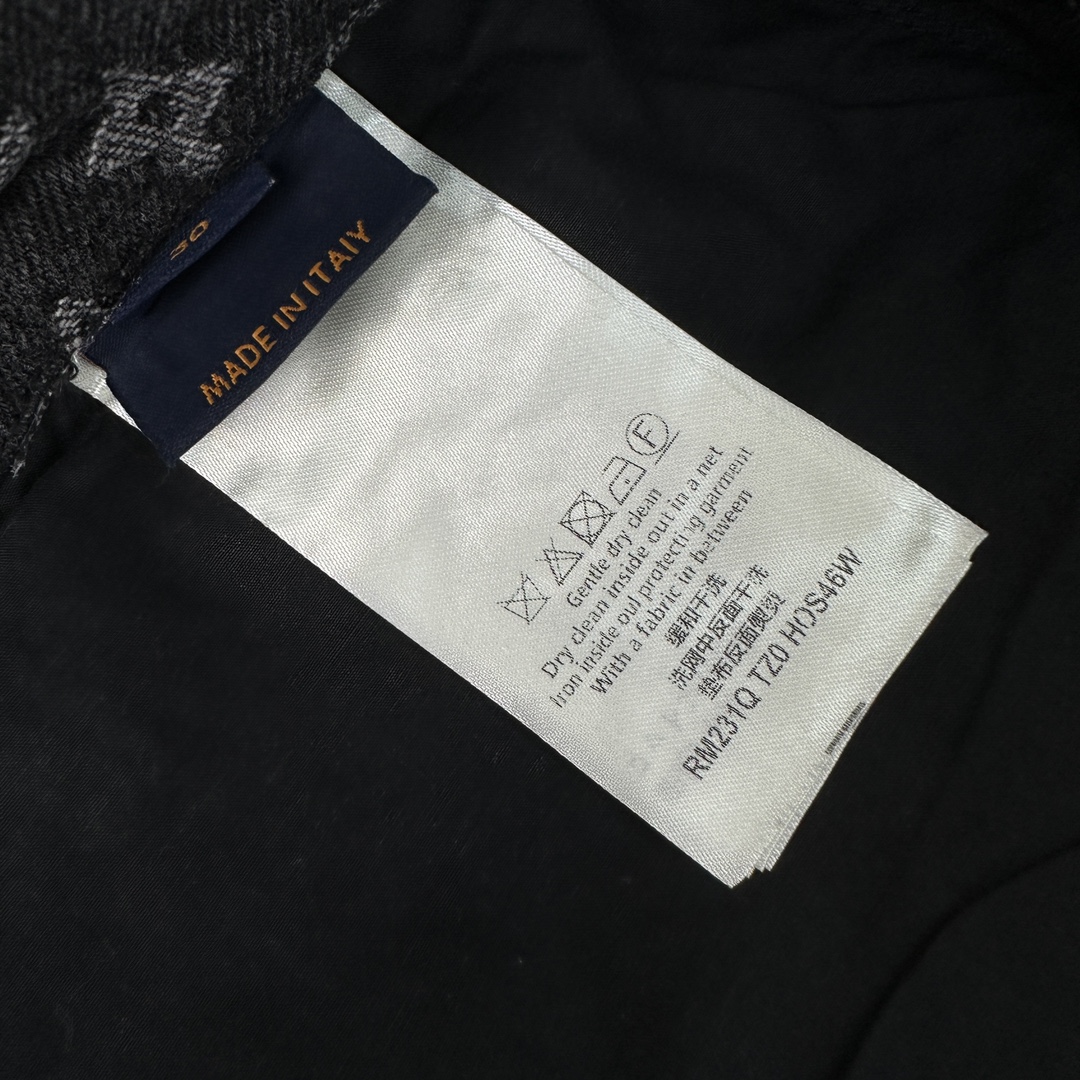 30
MADE IN ITALY
F
Gentle dry clean
Dry clean inside out in a net
Iron inside out protecting garment
With a fabric in between
缓和干洗
洗网中反面干洗
垫布反面熨烫
RM231Q TZ0 HOS46W